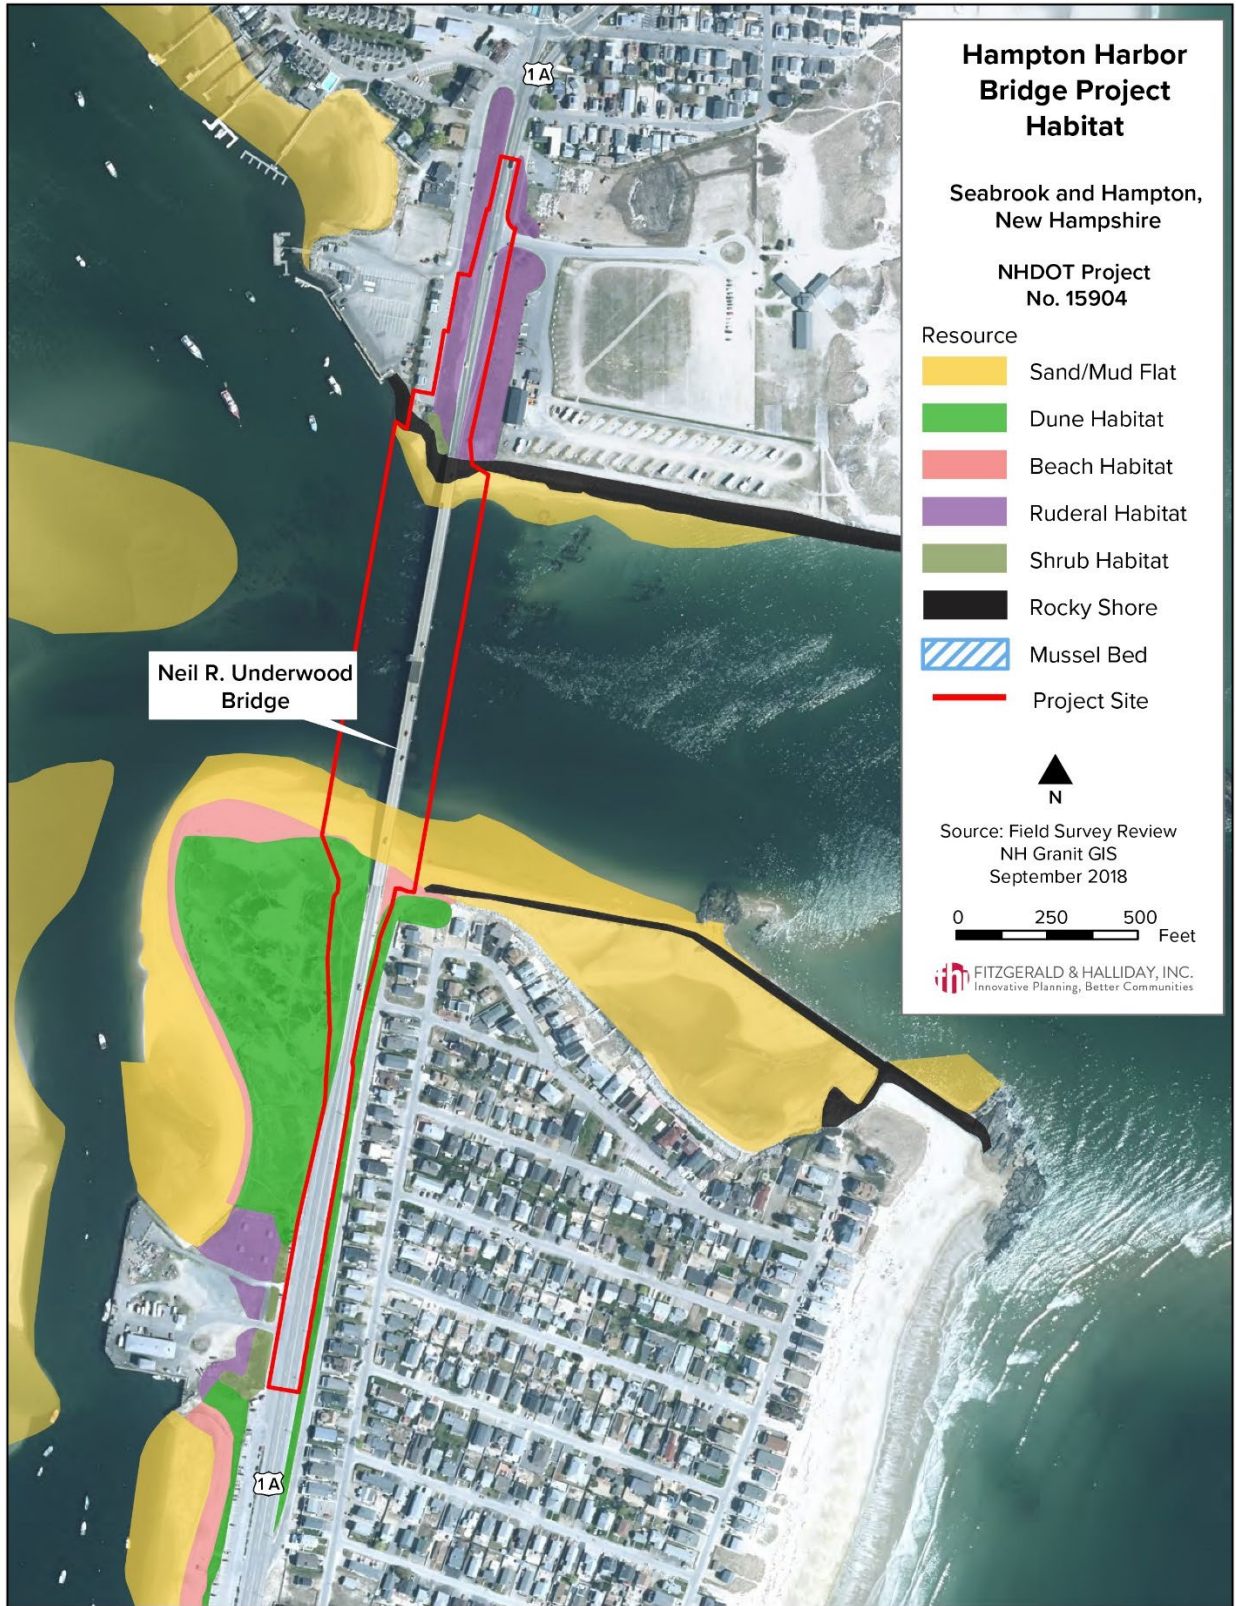 1A
Hampton Harbor
Bridge Project
Habitat
Seabrook and Hampton,
New Hampshire
NHDOT Project
No. 15904
Resource
Sand/Mud Flat
Dune Habitat
Beach Habitat
Ruderal Habitat
Shrub Habitat
Rocky Shore
Mussel Bed
Project Site
N
Source: Field Survey Review
NH Granit GIS
September 2018
0 250 500
Feet
fhi FITZGERALD & HALLIDAY, INC.
Innovative Planning, Better Communities
Neil R. Underwood
Bridge
1A